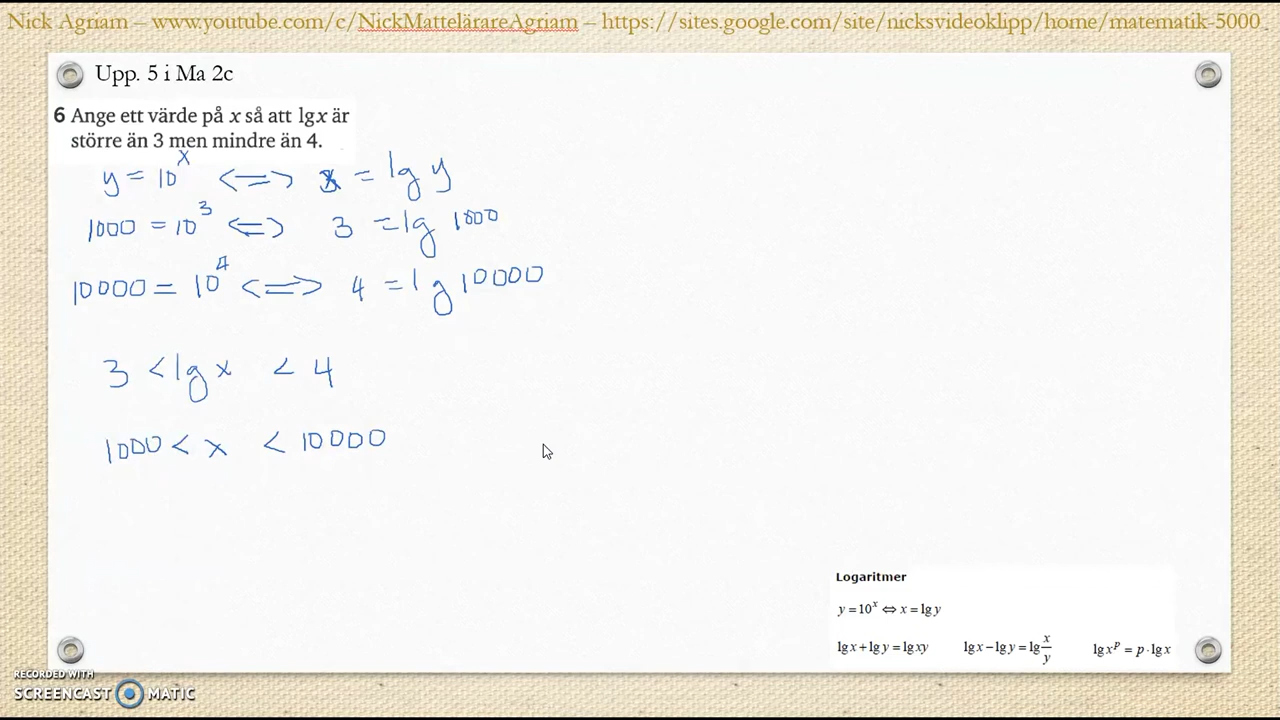 Nick Agriam – www.youtube.com/c/NickMattelärareAgriam – https://sites.google.com/site/nicksvideoklipp/home/matematik-5000
Upp. 5 i Ma 2c
6 Ange ett värde på x så att lg x är
större än 3 men mindre än 4.
y = 10^x <=> x = lg y
1000 = 10^3 <=> 3 = lg 1000
10000 = 10^4 <=> 4 = lg 10000
3 < lg x < 4
1000 < x < 10000
Logaritmer
y = 10^x ⇔ x = lg y
lg x + lg y = lg xy lg x − lg y = lg x/y lg x^p = p · lg x
RECORDED WITH
SCREENCAST MATIC